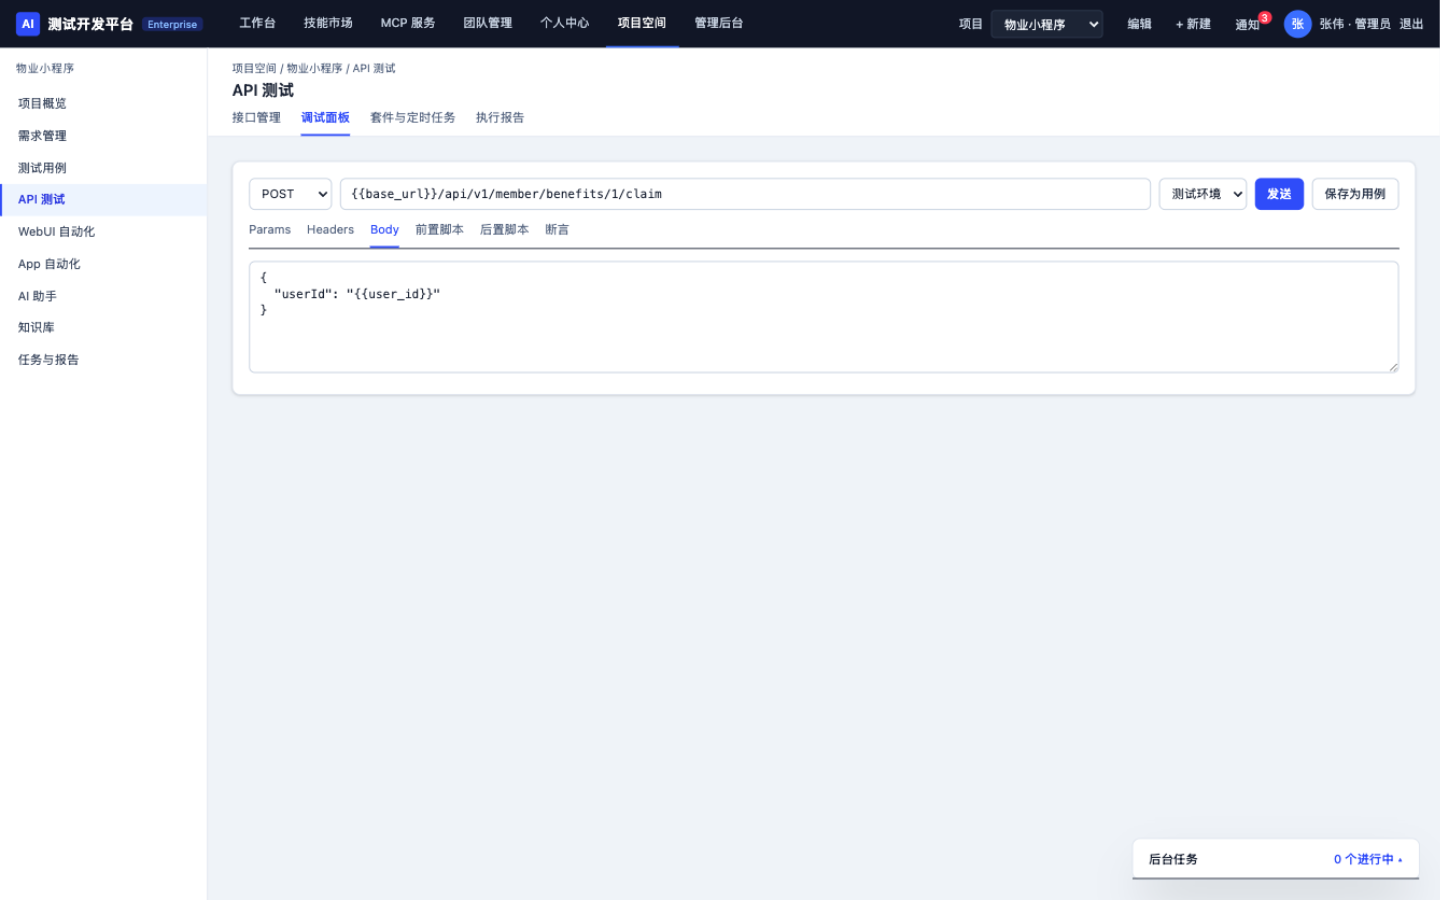 AI 测试开发平台 Enterprise 工作台 技能市场 MCP 服务 团队管理 个人中心 项目空间 管理后台 项目 物业小程序 编辑 + 新建 通知 3 张 张伟 · 管理员 退出
物业小程序
项目概览
需求管理
测试用例
API 测试
WebUI 自动化
App 自动化
AI 助手
知识库
任务与报告
项目空间 / 物业小程序 / API 测试
API 测试
接口管理 调试面板 套件与定时任务 执行报告
POST {{base_url}}/api/v1/member/benefits/1/claim 测试环境 发送 保存为用例
Params Headers Body 前置脚本 后置脚本 断言
{
"userId": "{{user_id}}"
}
后台任务 0 个进行中